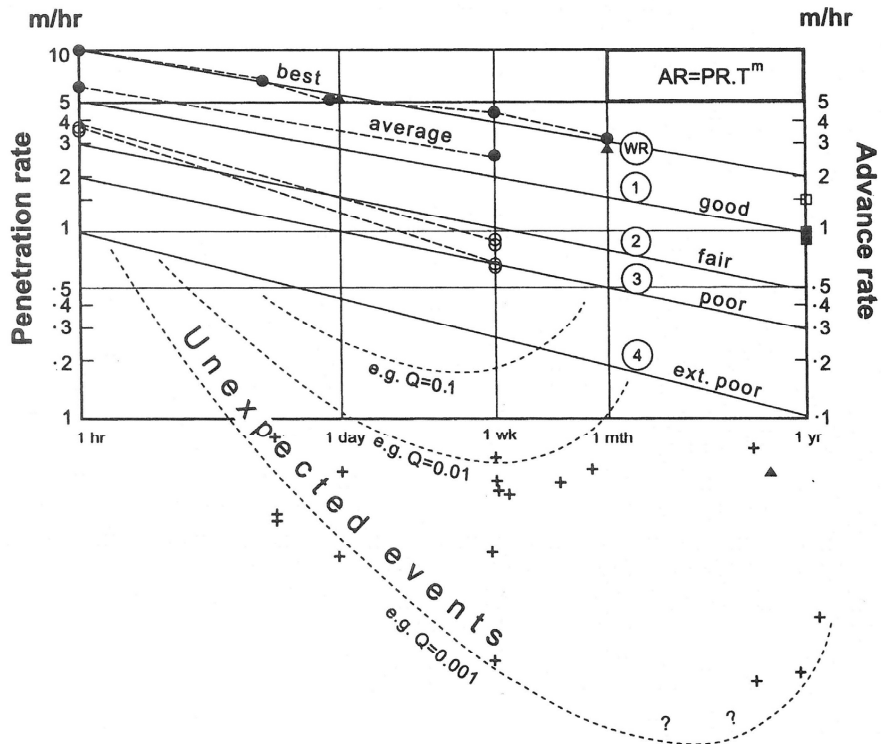 m/hr
m/hr
10
best
AR=PR.T^m
5
5
4
average
4
3
WR
3
2
1
2
good
1
2
1
fair
3
poor
·5
·5
·4
·4
·3
·3
·2
e.g. Q=0.1
4
ext. poor
·2
1
·1
1 hr
1 day
1 wk
1 mth
1 yr
e.g. Q=0.01
Unexpected events
e.g. Q=0.001
? ?
Penetration rate
Advance rate